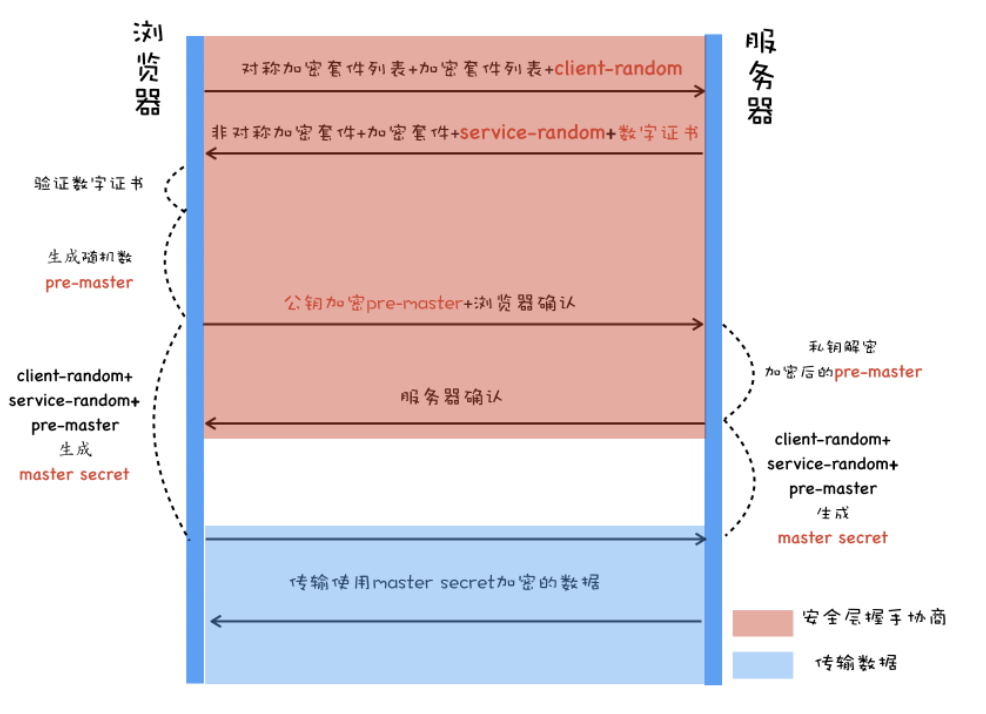 浏览器
服务器
对称加密套件列表+加密套件列表+client-random
非对称加密套件+加密套件+service-random+数字证书
验证数字证书
生成随机数
pre-master
公钥加密pre-master+浏览器确认
私钥解密
加密后的pre-master
client-random+
service-random+
pre-master
生成
master secret
服务器确认
client-random+
service-random+
pre-master
生成
master secret
传输使用master secret加密的数据
安全层握手协商
传输数据